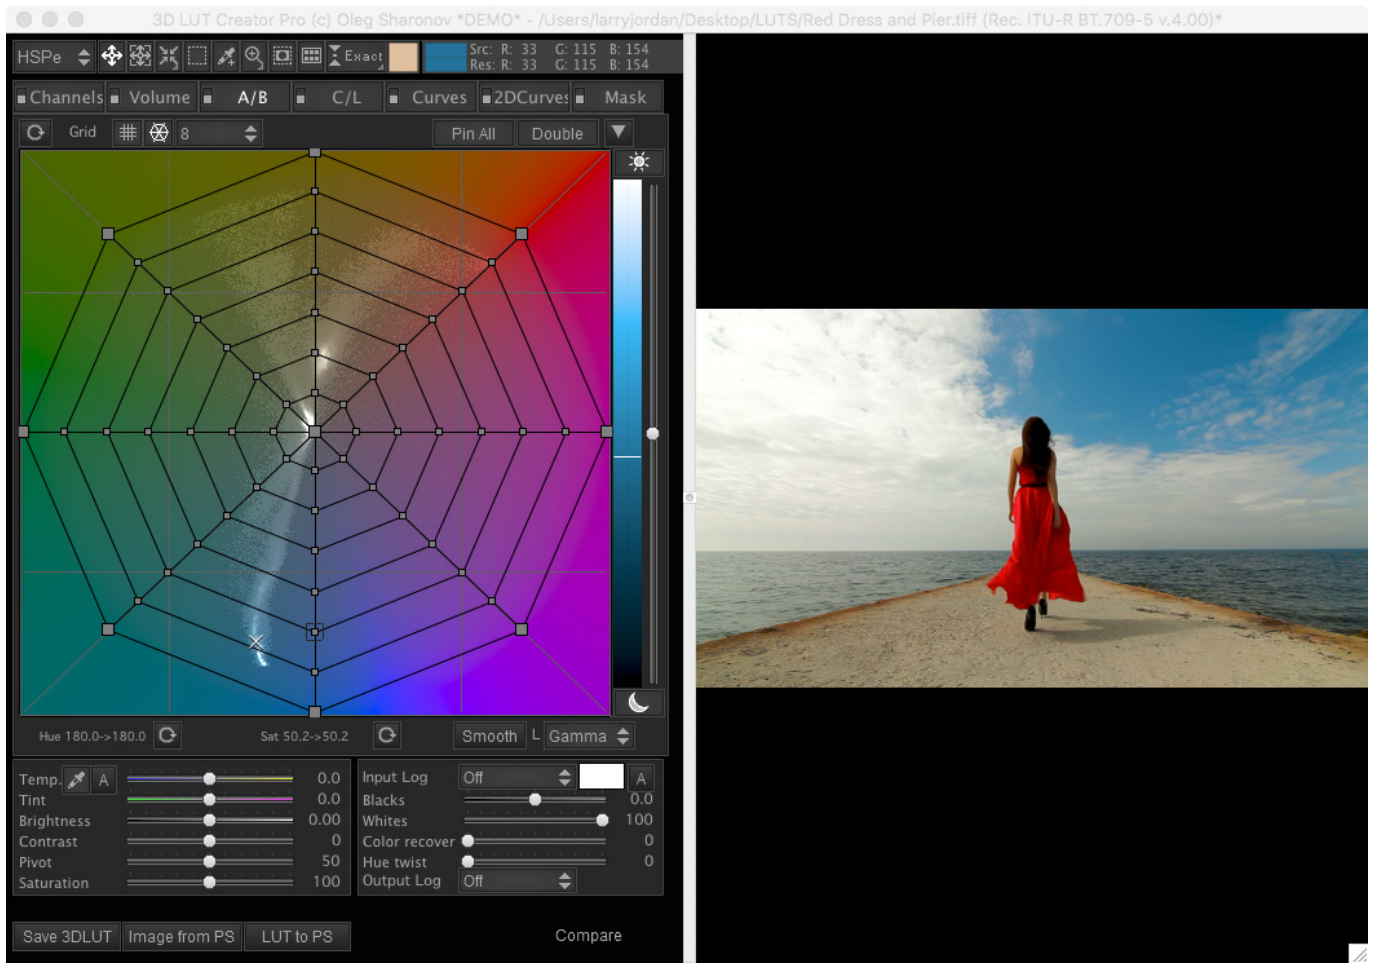 3D LUT Creator Pro (c) Oleg Sharonov *DEMO* - /Users/larryjordan/Desktop/LUTS/Red Dress and Pier.tiff (Rec. ITU-R BT.709-5 v.4.00)*
HSPe Exact Src: R: 33 G: 115 B: 154
Res: R: 33 G: 115 B: 154
Channels Volume A/B C/L Curves 2DCurves Mask
Grid 8 Pin All Double
Hue 180.0->180.0 Sat 50.2->50.2 Smooth L Gamma
Temp. A 0.0 Input Log Off A
Tint 0.0 Blacks 0.0
Brightness 0.00 Whites 100
Contrast 0 Color recover 0
Pivot 50 Hue twist 0
Saturation 100 Output Log Off
Save 3DLUT Image from PS LUT to PS Compare